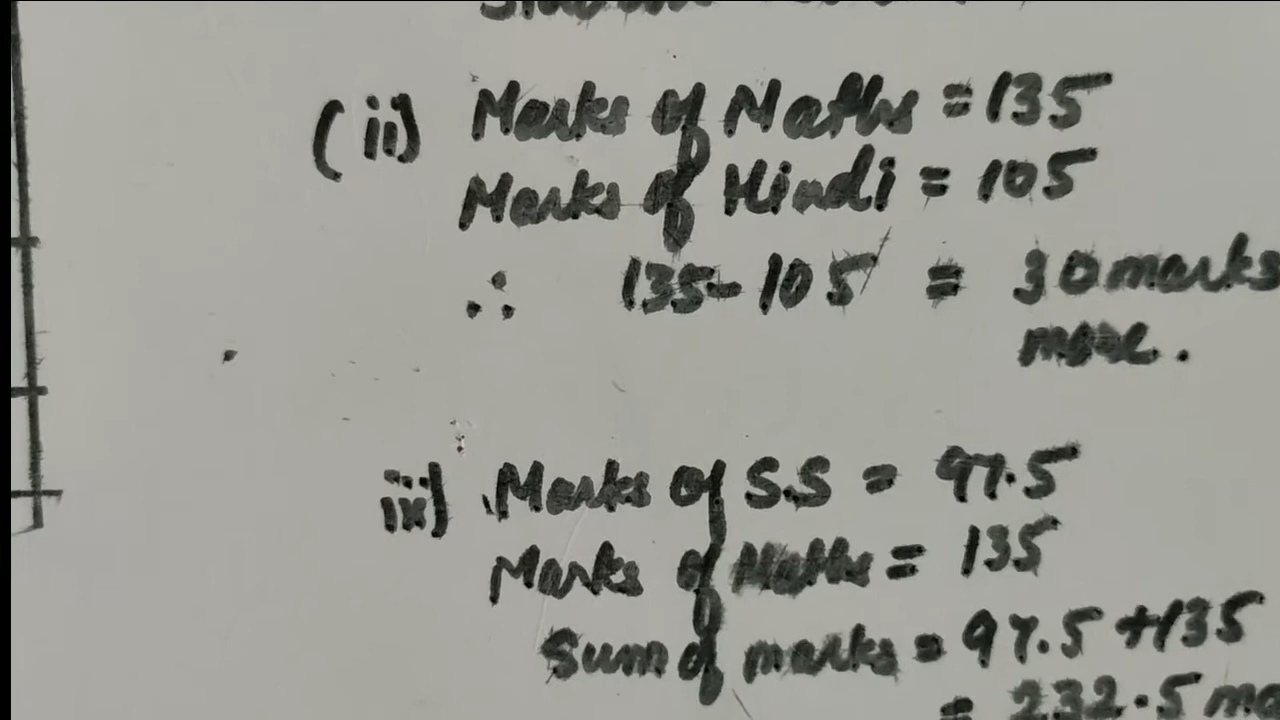 (ii) Marks of Maths = 135
Marks of Hindi = 105
∴ 135-105 = 30 marks
more.
iii) Marks of S.S = 97.5
Marks of Maths = 135
Sum of marks = 97.5 +135
= 232.5